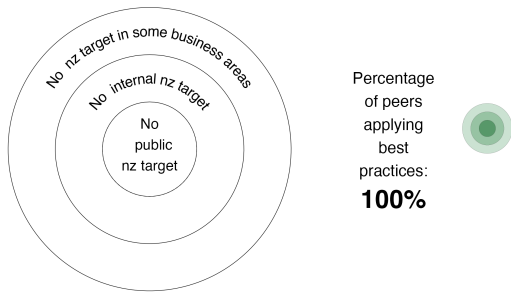 No nz target in some business areas
No internal nz target
No
public
nz target
Percentage
of peers
applying
best
practices:
100%